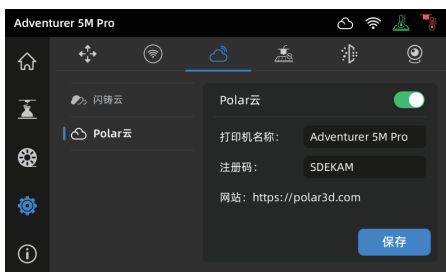 Adventurer 5M Pro
闪铸云
Polar云
Polar云
打印机名称： Adventurer 5M Pro
注册码： SDEKAM
网站：https://polar3d.com
保存